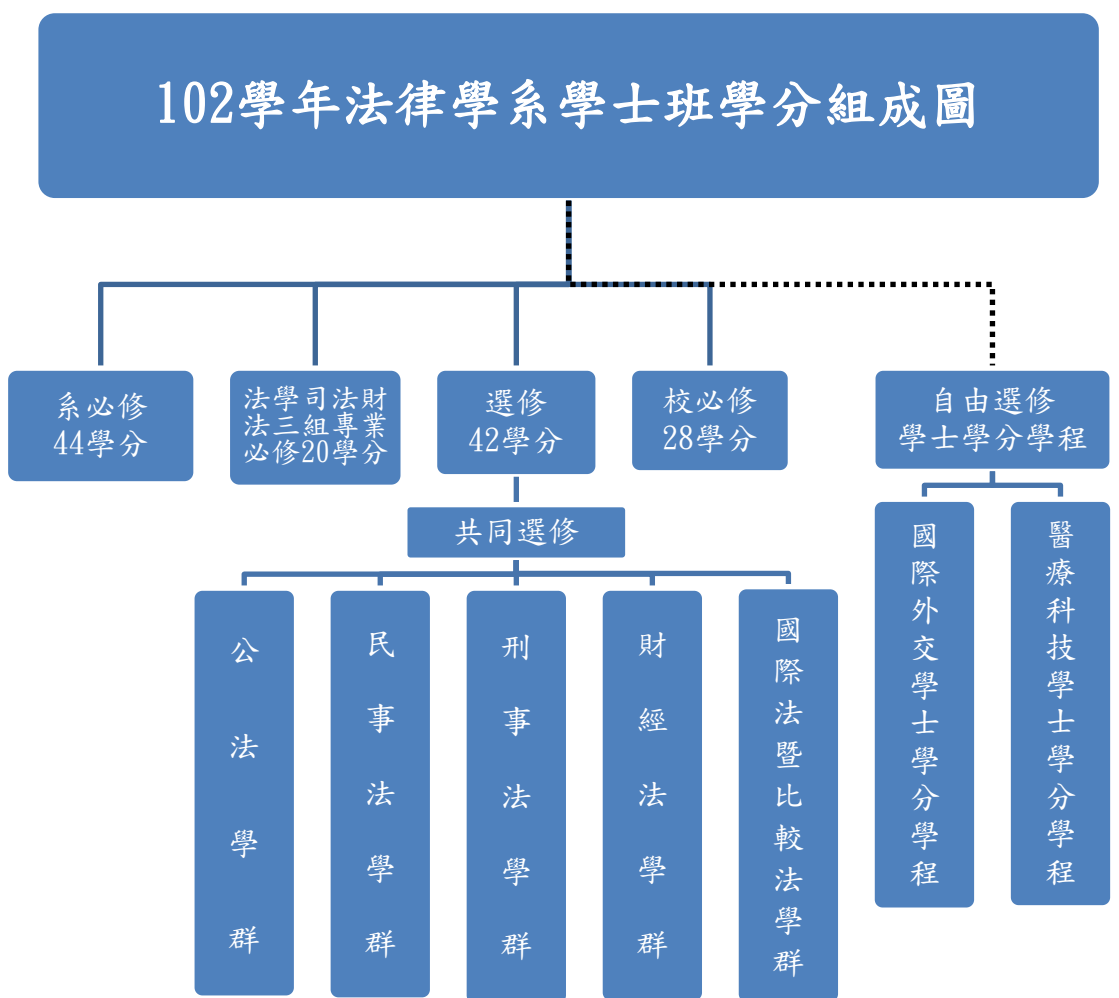 102學年法律學系學士班學分組成圖
系必修
44學分
法學司法財
法三組專業
必修20學分
選修
42學分
校必修
28學分
自由選修
學士學分學程
共同選修
公法學群
民事法學群
刑事法學群
財經法學群
國際法暨比較法學群
國際外交學士學分學程
醫療科技學士學分學程